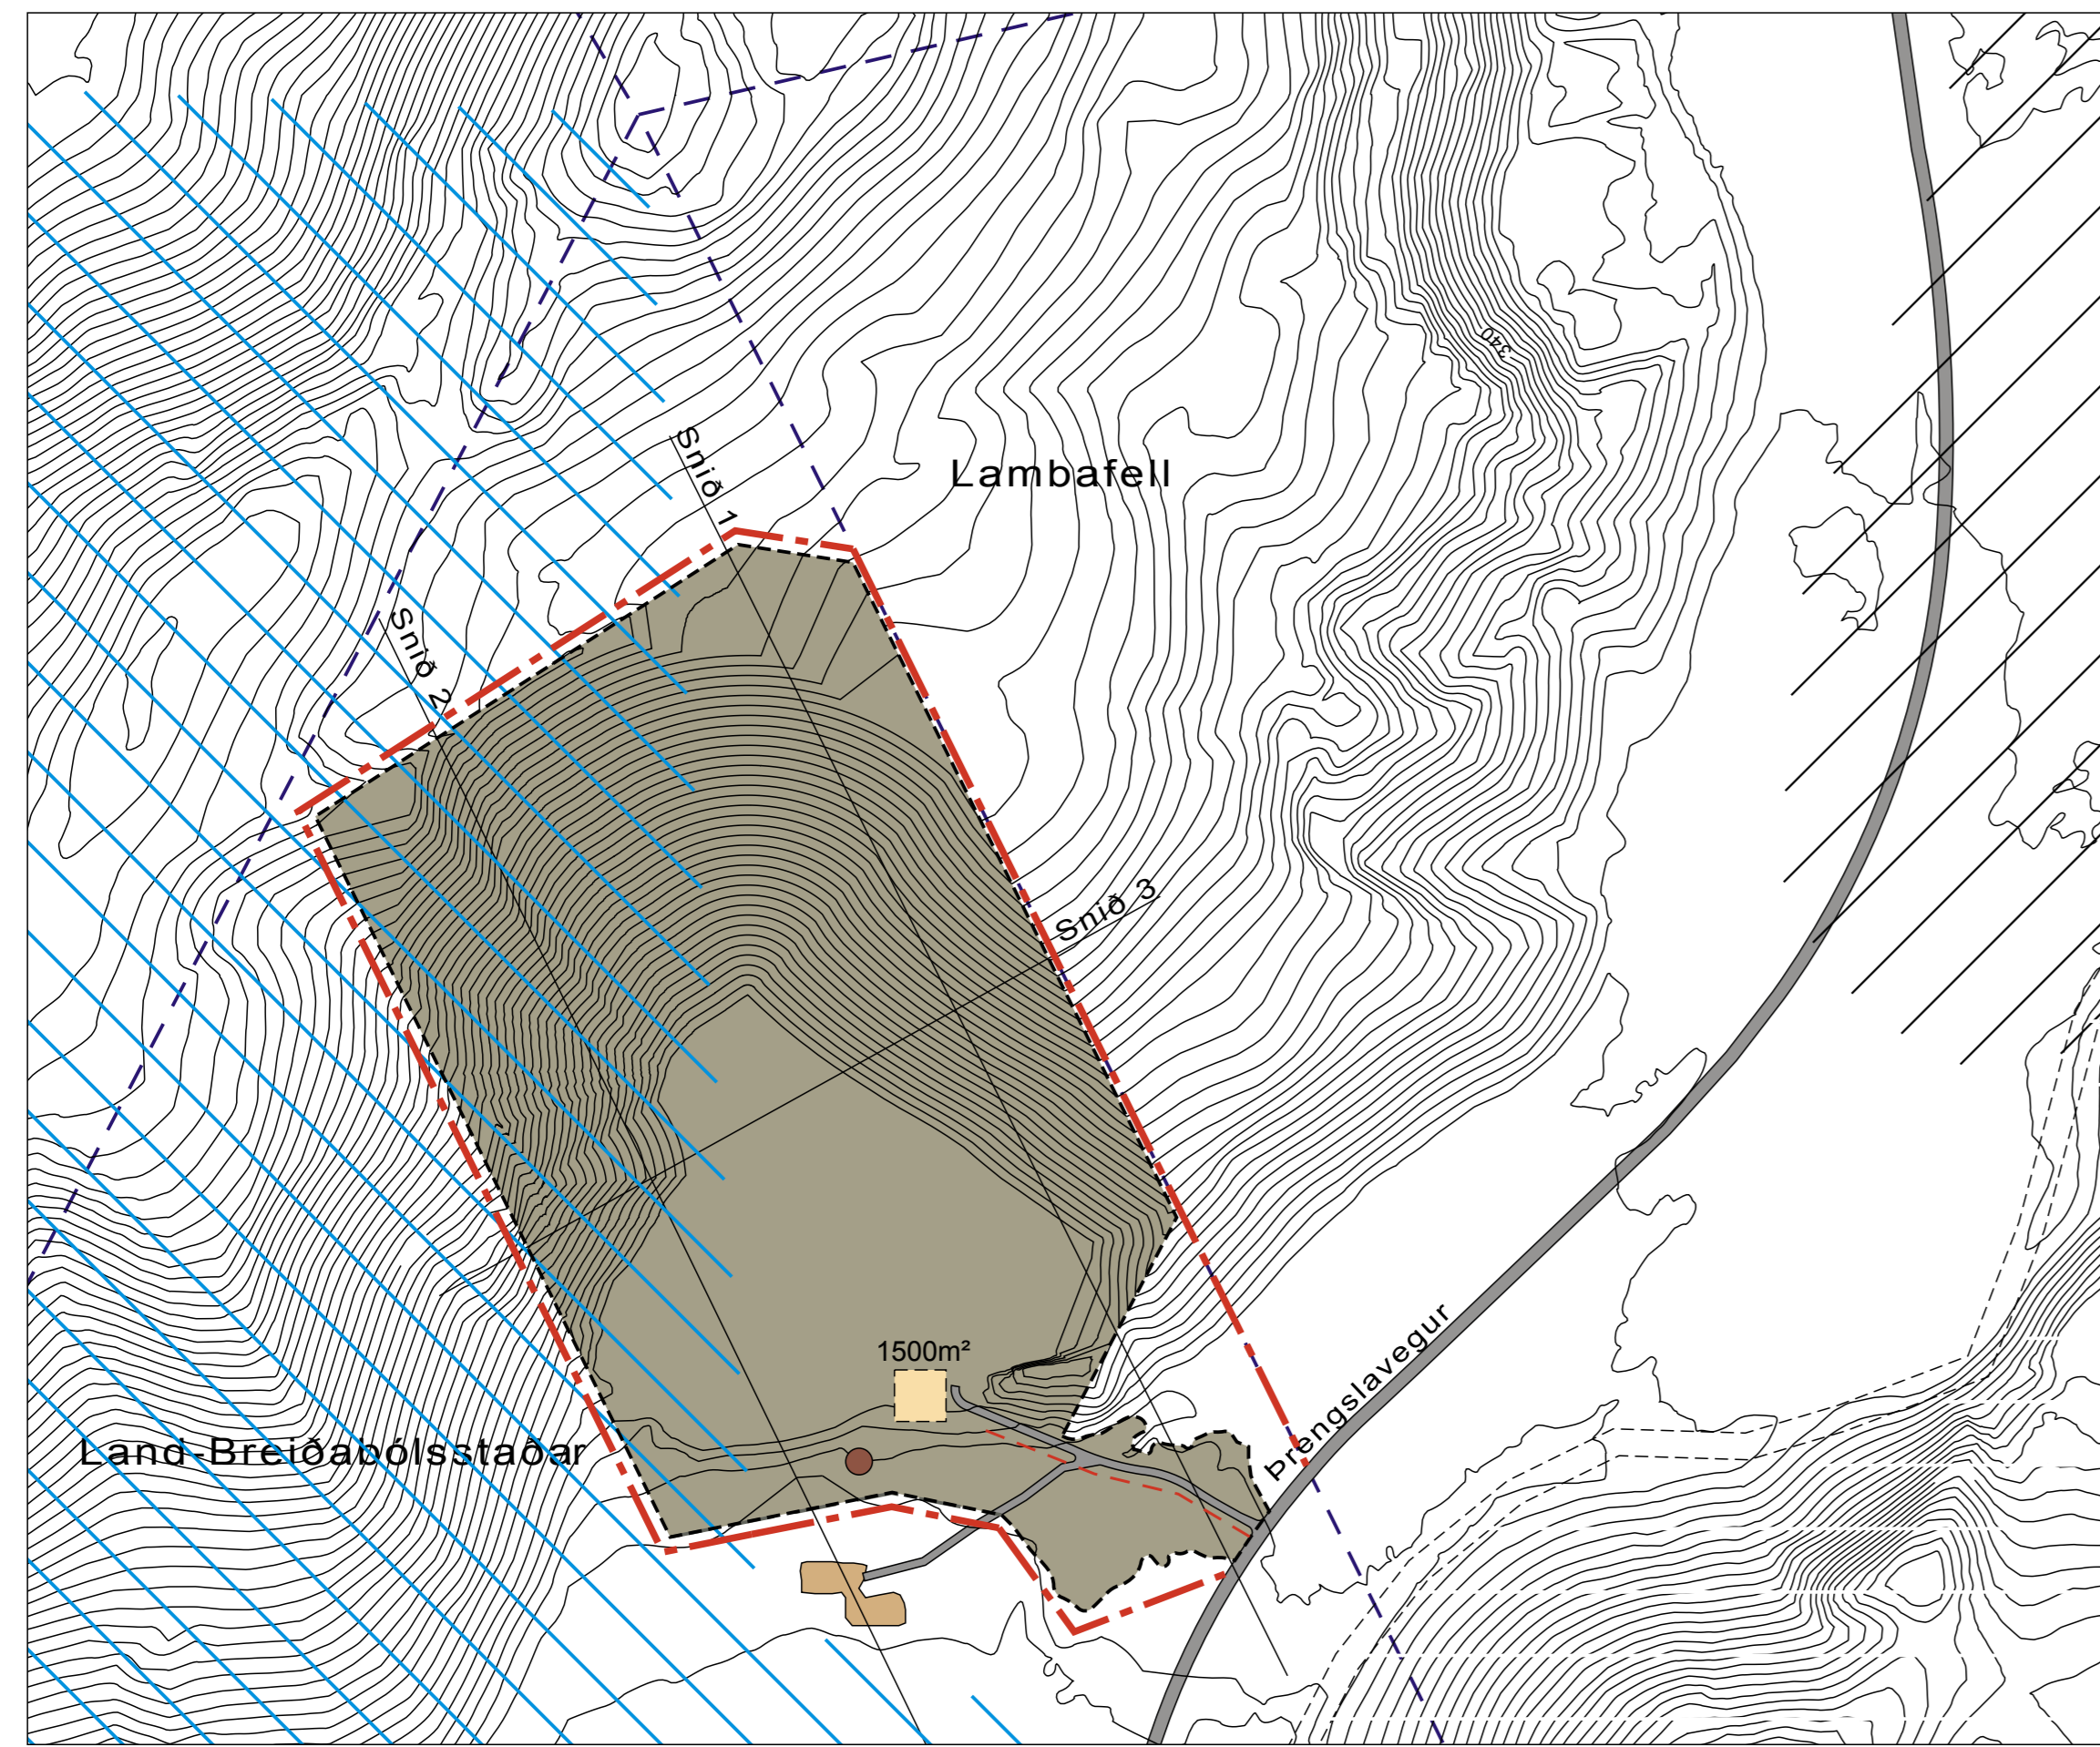 340
Snið 1
Lambafell
Snið 2
Snið 3
Þrengslavegur
1500m²
Land-Breiðabólsstaðar